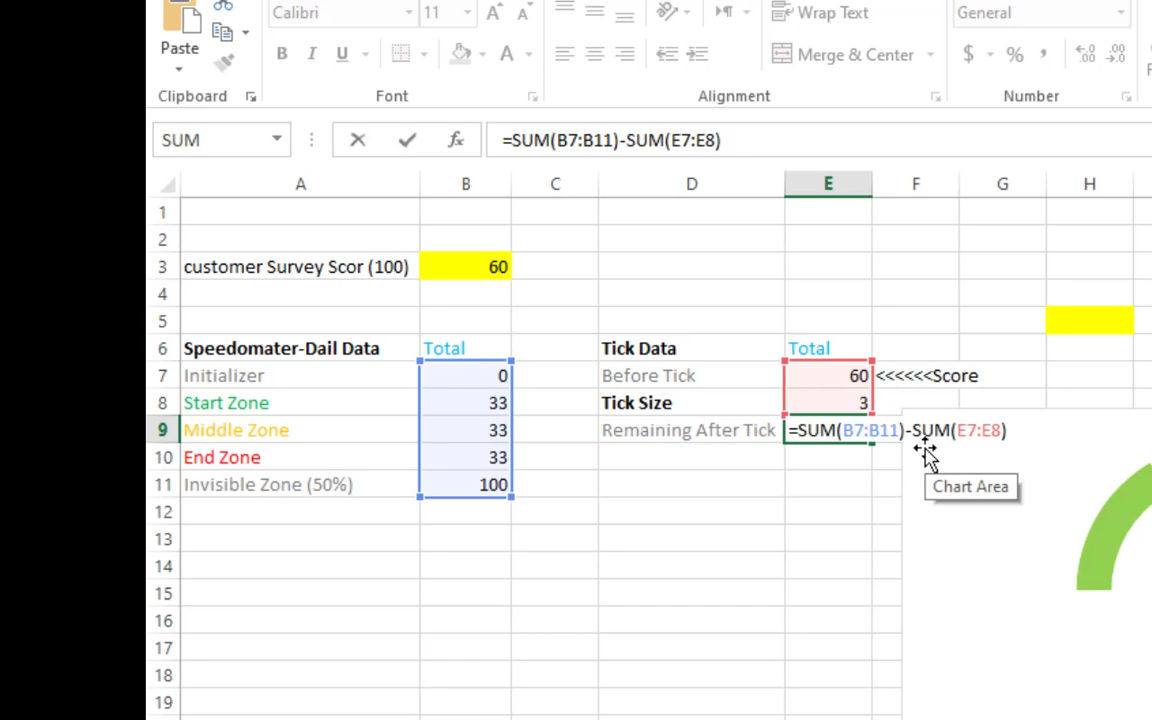 Calibri 11 Wrap Text General
Paste B I U Merge & Center $ % , .00
Clipboard Font Alignment Number
SUM fx =SUM(B7:B11)-SUM(E7:E8)
A B C D E F G H
1
2
3 customer Survey Scor (100) 60
4
5
6 Speedomater-Dail Data Total Tick Data Total
7 Initializer 0 Before Tick 60 <<<<<<Score
8 Start Zone 33 Tick Size 3
9 Middle Zone 33 Remaining After Tick =SUM(B7:B11)-SUM(E7:E8)
10 End Zone 33
11 Invisible Zone (50%) 100
Chart Area
12
13
14
15
16
17
18
19